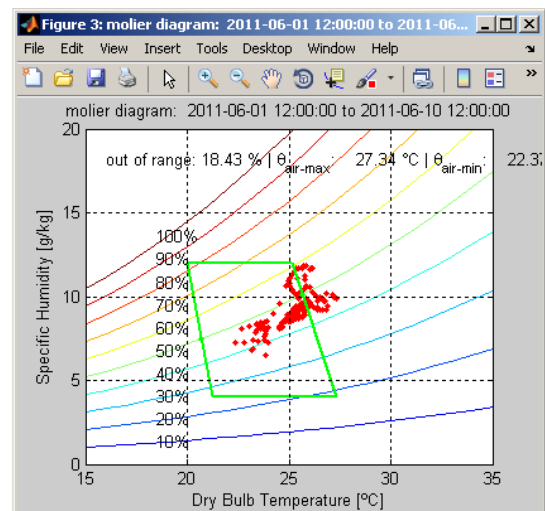 Figure 3: molier diagram: 2011-06-01 12:00:00 to 2011-06...
File Edit View Insert Tools Desktop Window Help
molier diagram: 2011-06-01 12:00:00 to 2011-06-10 12:00:00
20
out of range: 18.43 % | θair-max: 27.34 °C | θair-min: 22.37
15
100%
90%
80%
10
70%
60%
50%
5
40%
30%
20%
10%
0
Specific Humidity [g/kg]
15 20 25 30 35
Dry Bulb Temperature [ºC]